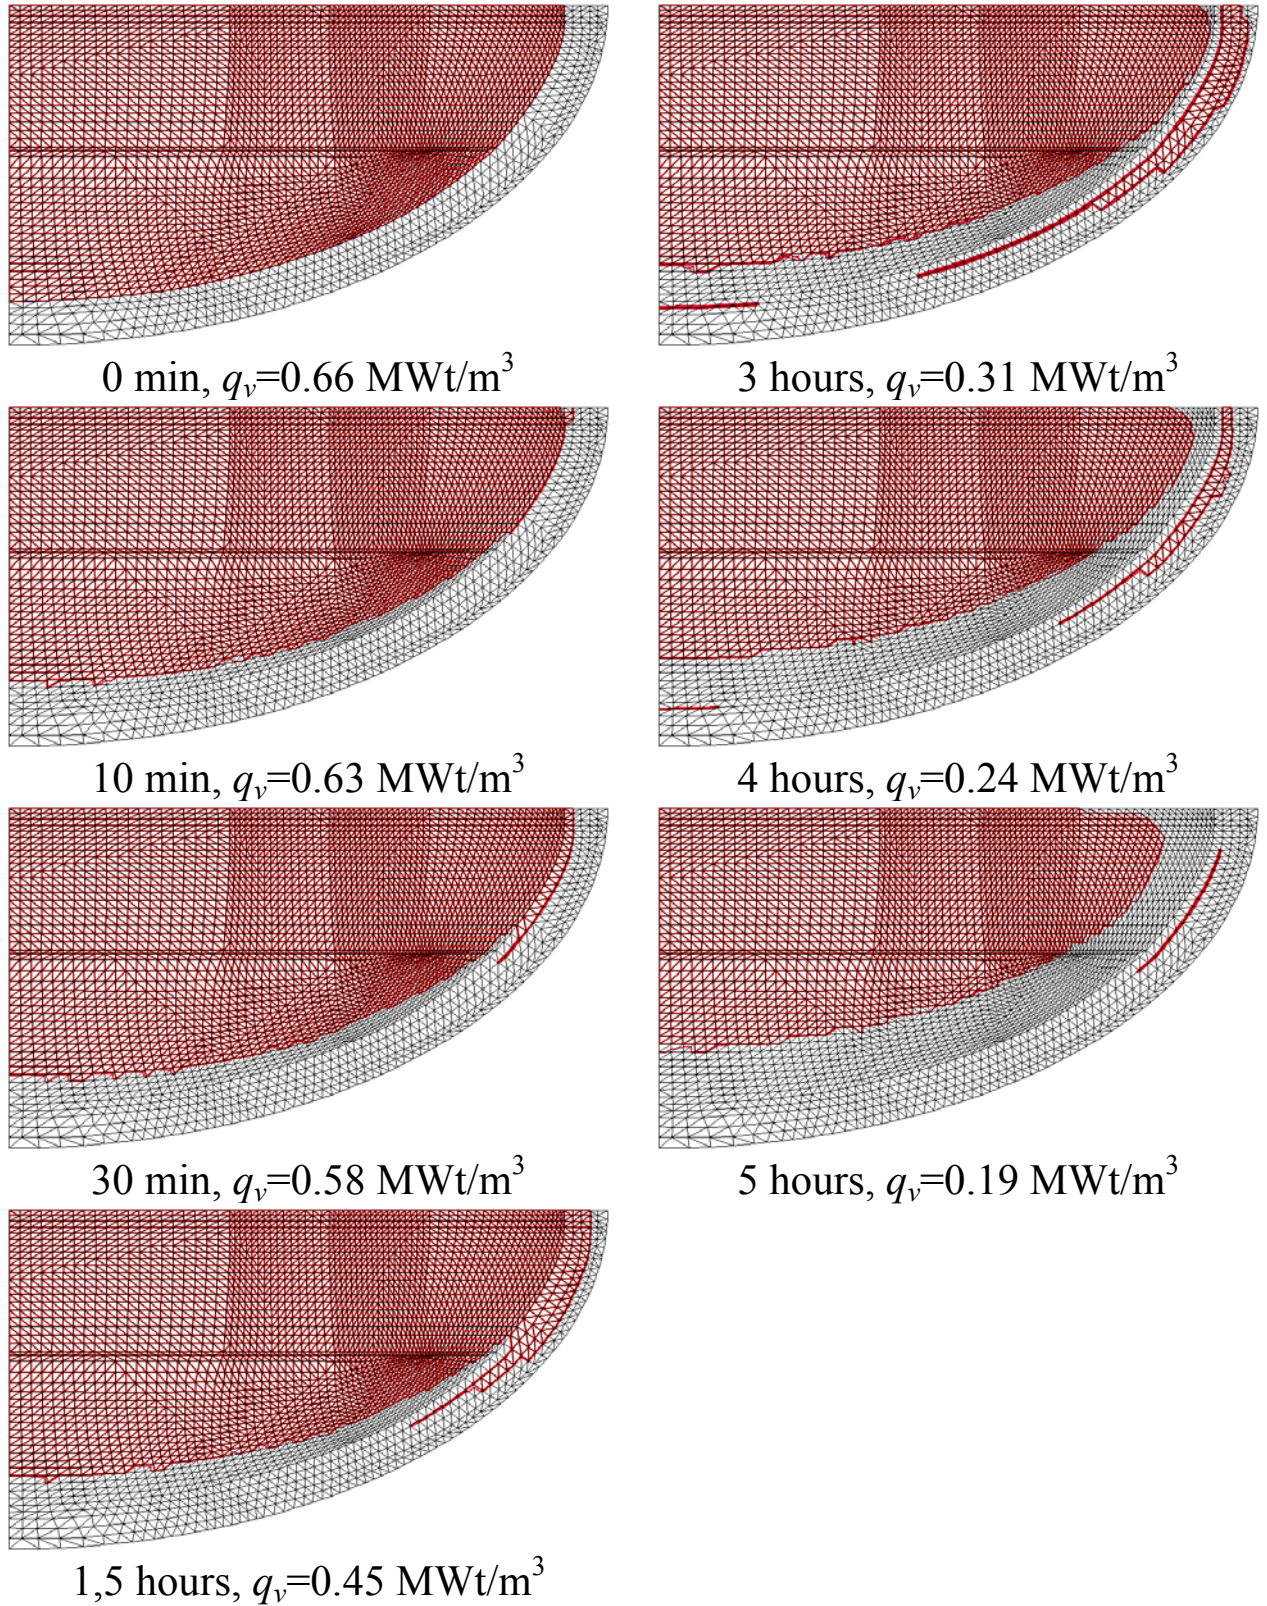 0 min, qv=0.66 MWt/m³
3 hours, qv=0.31 MWt/m³
10 min, qv=0.63 MWt/m³
4 hours, qv=0.24 MWt/m³
30 min, qv=0.58 MWt/m³
5 hours, qv=0.19 MWt/m³
1,5 hours, qv=0.45 MWt/m³